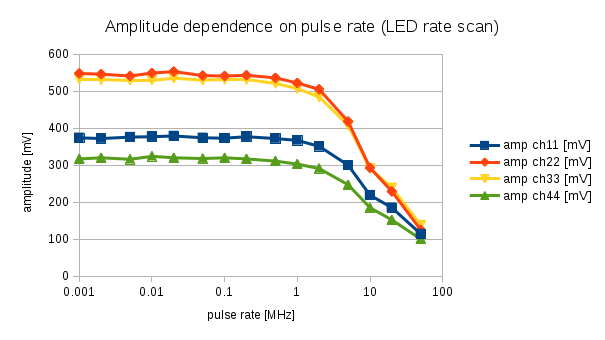 Amplitude dependence on pulse rate (LED rate scan)
600
500
400
300
200
100
0
amplitude [mV]
0.001
0.01
0.1
1
10
100
pulse rate [MHz]
amp ch11 [mV]
amp ch22 [mV]
amp ch33 [mV]
amp ch44 [mV]